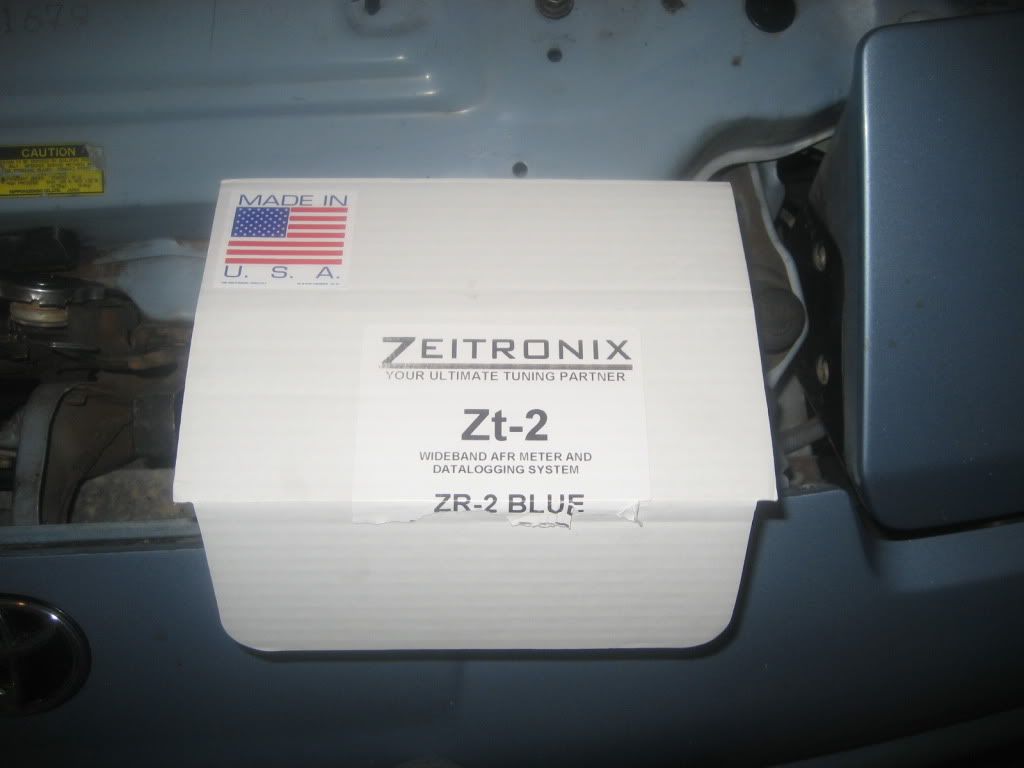 1679
CAUTION
MADE IN
U. S. A.
ZEITRONIX
YOUR ULTIMATE TUNING PARTNER
Zt-2
WIDEBAND AFR METER AND
DATALOGGING SYSTEM
ZR-2 BLUE